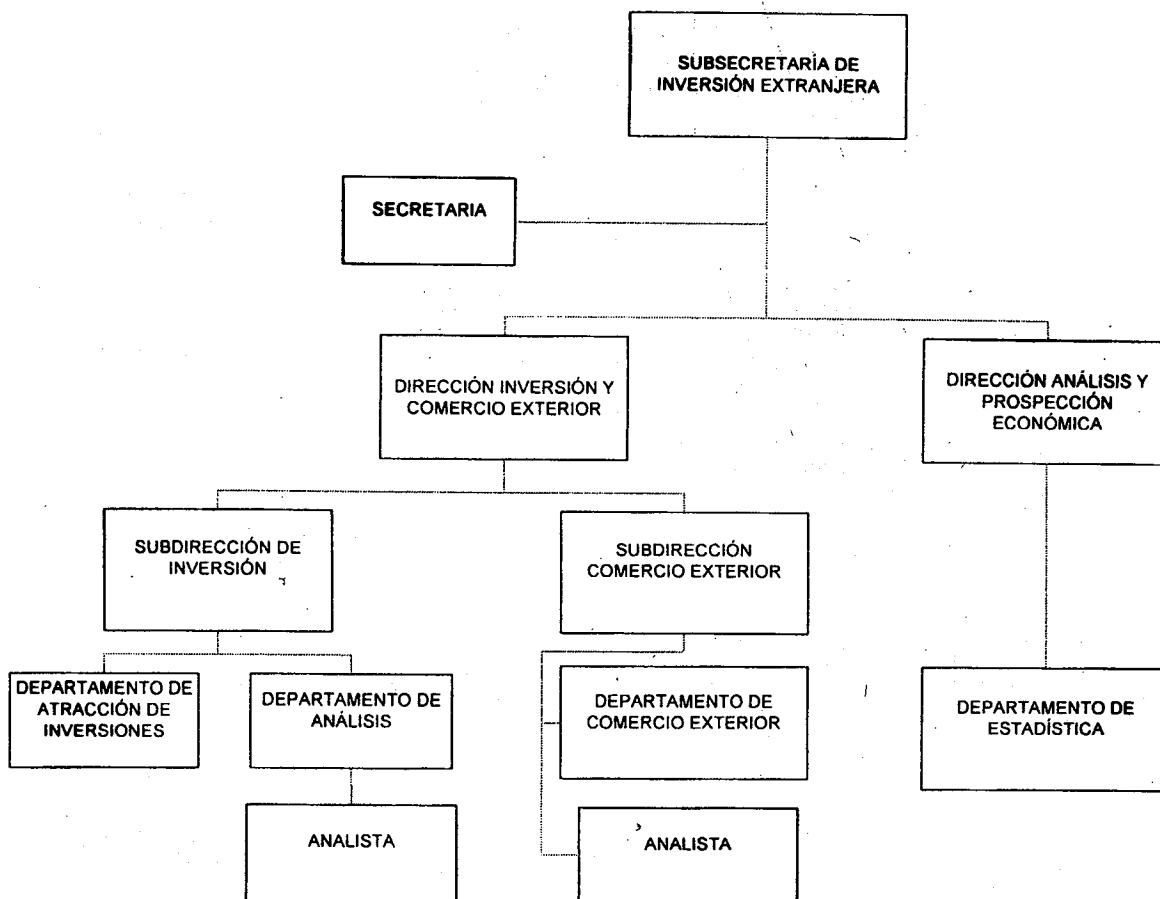 SUBSECRETARÍA DE
INVERSIÓN EXTRANJERA
SECRETARIA
DIRECCIÓN INVERSIÓN Y
COMERCIO EXTERIOR
DIRECCIÓN ANÁLISIS Y
PROSPECCIÓN
ECONÓMICA
SUBDIRECCIÓN DE
INVERSIÓN
SUBDIRECCIÓN
COMERCIO EXTERIOR
DEPARTAMENTO DE
ATRACCIÓN DE
INVERSIONES
DEPARTAMENTO DE
ANÁLISIS
DEPARTAMENTO DE
COMERCIO EXTERIOR
DEPARTAMENTO DE
ESTADÍSTICA
ANALISTA
ANALISTA